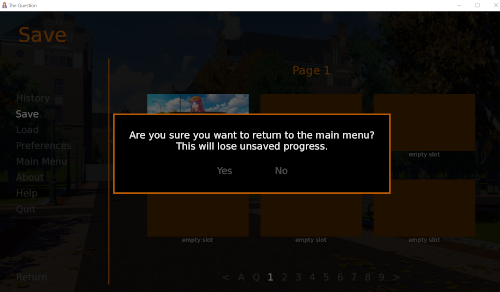 The Question
Save
Page 1
History
Save
Load
Preferences
Main Menu
About
Help
Quit
Return
Are you sure you want to return to the main menu?
This will lose unsaved progress.
Yes No
empty slot
empty slot empty slot empty slot
< A Q 1 2 3 4 5 6 7 8 9 >